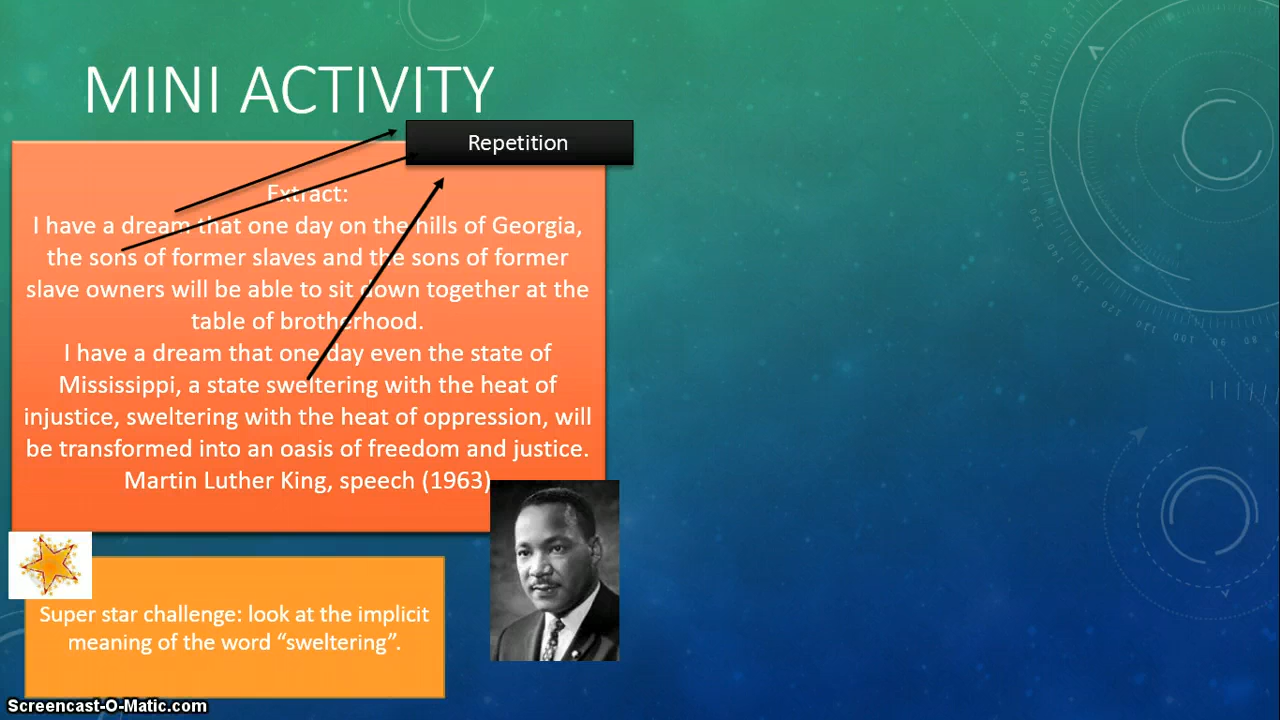 MINI ACTIVITY
Repetition
Extract:
I have a dream that one day on the hills of Georgia,
the sons of former slaves and the sons of former
slave owners will be able to sit down together at the
table of brotherhood.
I have a dream that one day even the state of
Mississippi, a state sweltering with the heat of
injustice, sweltering with the heat of oppression, will
be transformed into an oasis of freedom and justice.
Martin Luther King, speech (1963)
Super star challenge: look at the implicit
meaning of the word “sweltering”.
Screencast-O-Matic.com